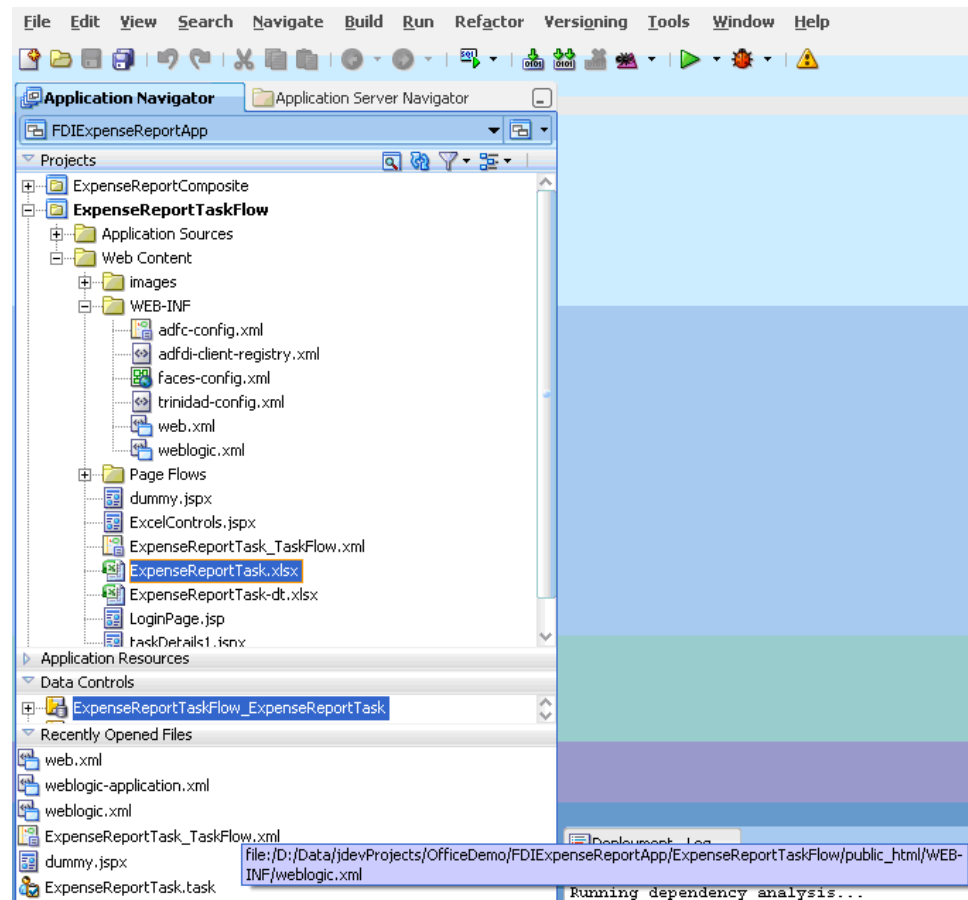 File Edit View Search Navigate Build Run Refactor Versioning Tools Window Help
Application Navigator Application Server Navigator
FDIExpenseReportApp
Projects
ExpenseReportComposite
ExpenseReportTaskFlow
Application Sources
Web Content
images
WEB-INF
adfc-config.xml
adfdi-client-registry.xml
faces-config.xml
trinidad-config.xml
web.xml
weblogic.xml
Page Flows
dummy.jspx
ExcelControls.jspx
ExpenseReportTask_TaskFlow.xml
ExpenseReportTask.xlsx
ExpenseReportTask-dt.xlsx
LoginPage.jsp
taskDetails1.jspx
Application Resources
Data Controls
ExpenseReportTaskFlow_ExpenseReportTask
Recently Opened Files
web.xml
weblogic-application.xml
weblogic.xml
ExpenseReportTask_TaskFlow.xml
Deployment - Log
file:/D:/Data/jdevProjects/OfficeDemo/FDIExpenseReportApp/ExpenseReportTaskFlow/public_html/WEB-
INF/weblogic.xml
dummy.jspx
ExpenseReportTask.task
Running dependency analysis...